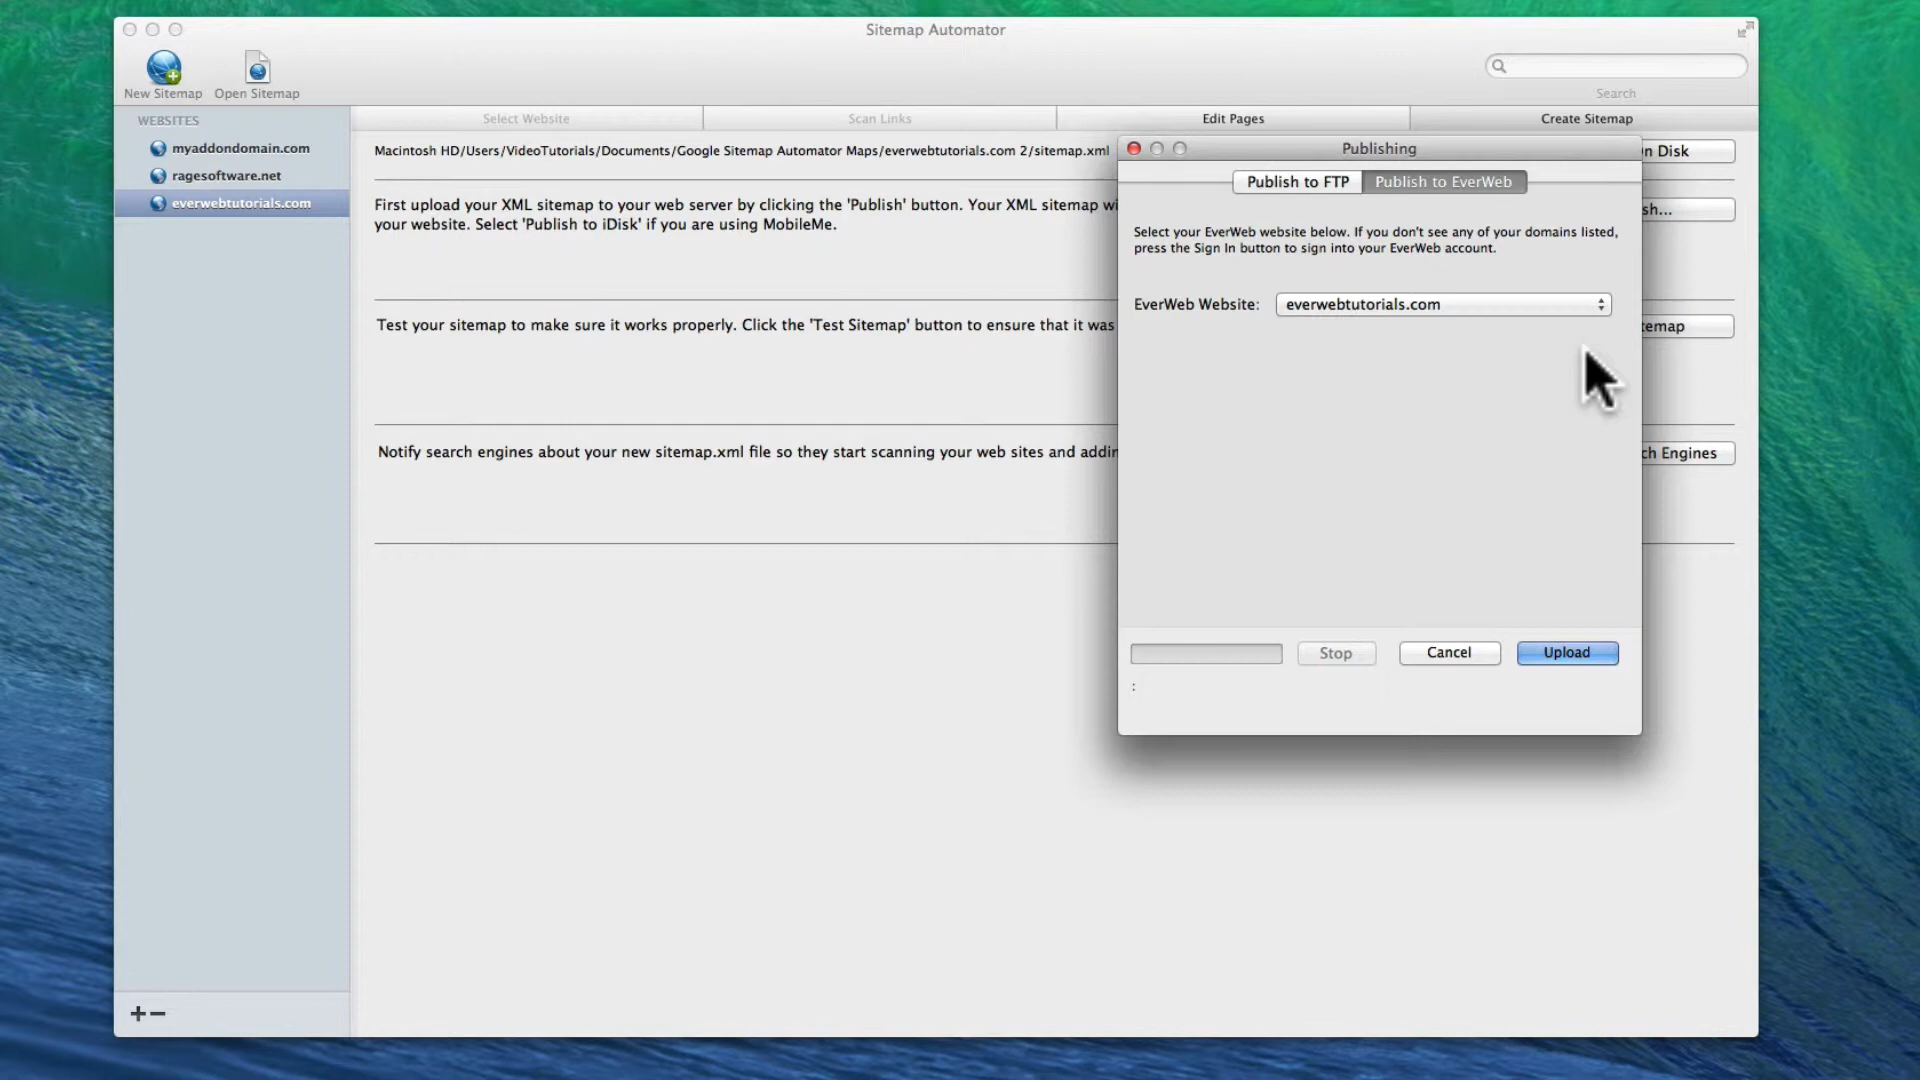 Sitemap Automator
New Sitemap
Open Sitemap
Search
WEBSITES
myaddondomain.com
ragesoftware.net
everwebtutorials.com
Select Website
Scan Links
Edit Pages
Create Sitemap
Macintosh HD/Users/VideoTutorials/Documents/Google Sitemap Automator Maps/everwebtutorials.com 2/sitemap.xml
Disk
First upload your XML sitemap to your web server by clicking the 'Publish' button. Your XML sitemap
your website. Select 'Publish to iDisk' if you are using MobileMe.
Test your sitemap to make sure it works properly. Click the 'Test Sitemap' button to ensure that it was
Notify search engines about your new sitemap.xml file so they start scanning your web sites and
Engines
Publishing
Publish to FTP
Publish to EverWeb
Select your EverWeb website below. If you don't see any of your domains listed,
press the Sign In button to sign into your EverWeb account.
EverWeb Website:
everwebtutorials.com
Stop
Cancel
Upload
: